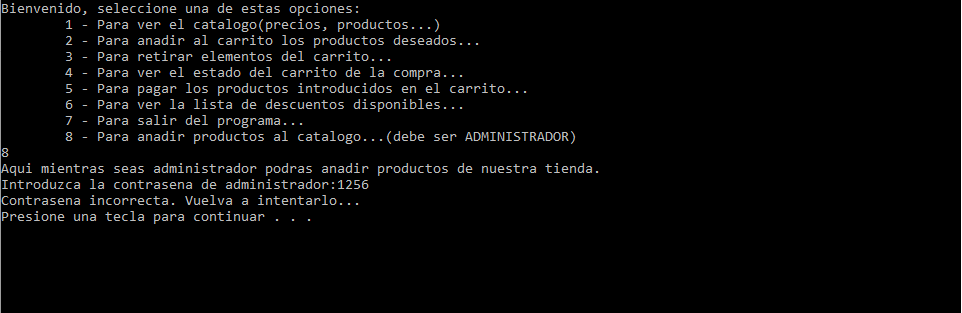 Bienvenido, seleccione una de estas opciones:
1 - Para ver el catalogo(precios, productos...)
2 - Para anadir al carrito los productos deseados...
3 - Para retirar elementos del carrito...
4 - Para ver el estado del carrito de la compra...
5 - Para pagar los productos introducidos en el carrito...
6 - Para ver la lista de descuentos disponibles...
7 - Para salir del programa...
8 - Para anadir productos al catalogo...(debe ser ADMINISTRADOR)
8
Aqui mientras seas administrador podras anadir productos de nuestra tienda.
Introduzca la contrasena de administrador:1256
Contrasena incorrecta. Vuelva a intentarlo...
Presione una tecla para continuar . . .